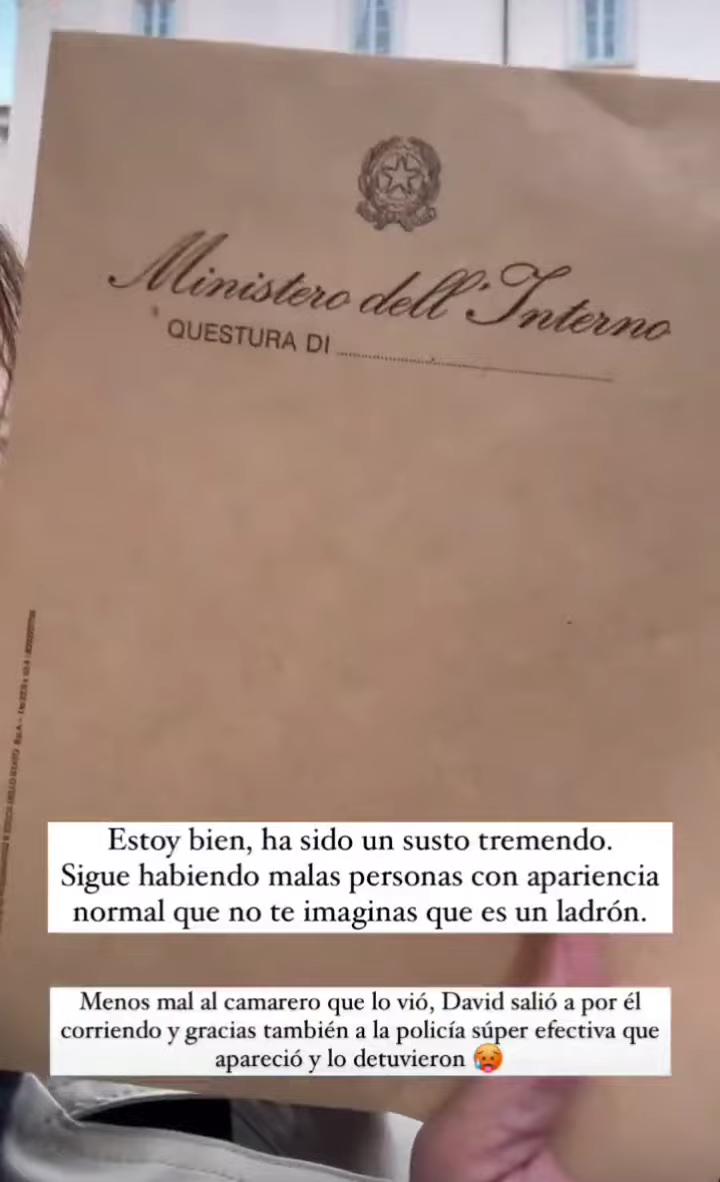 Ministero dell'Interno
QUESTURA DI
Estoy bien, ha sido un susto tremendo.
Sigue habiendo malas personas con apariencia
normal que no te imaginas que es un ladrón.
Menos mal al camarero que lo vió, David salió a por él
corriendo y gracias también a la policía súper efectiva que
apareció y lo detuvieron 🥵